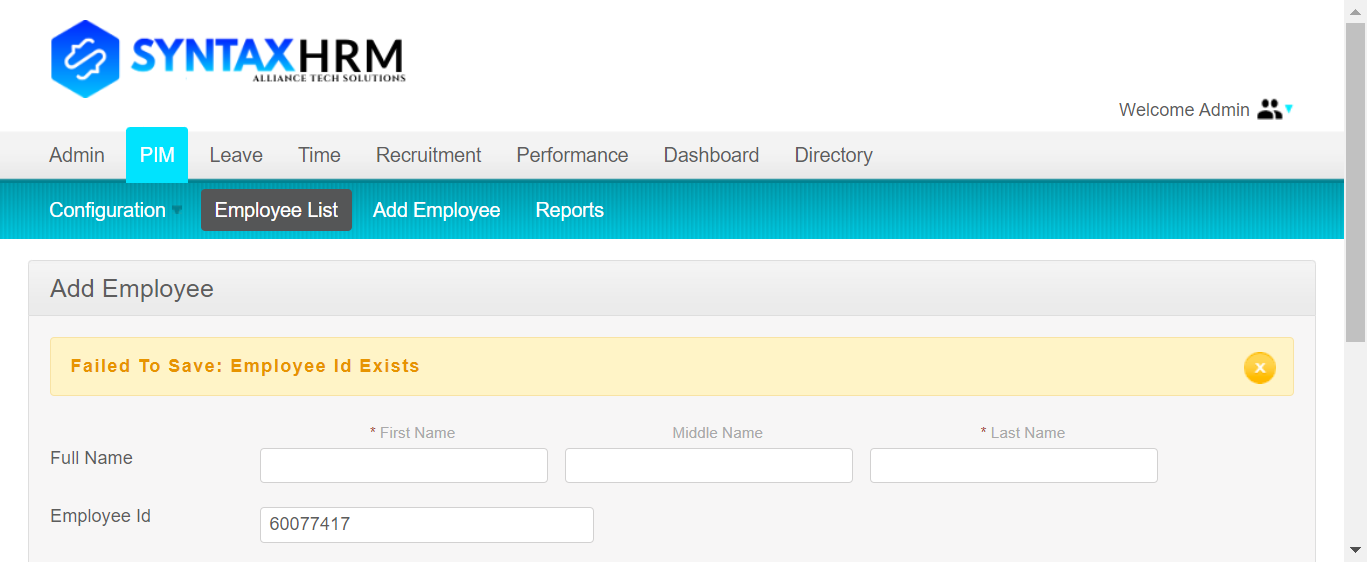 SYNTAXHRM
ALLIANCE TECH SOLUTIONS
Welcome Admin
Admin PIM Leave Time Recruitment Performance Dashboard Directory
Configuration Employee List Add Employee Reports
Add Employee
Failed To Save: Employee Id Exists
x
* First Name Middle Name * Last Name
Full Name
Employee Id 60077417